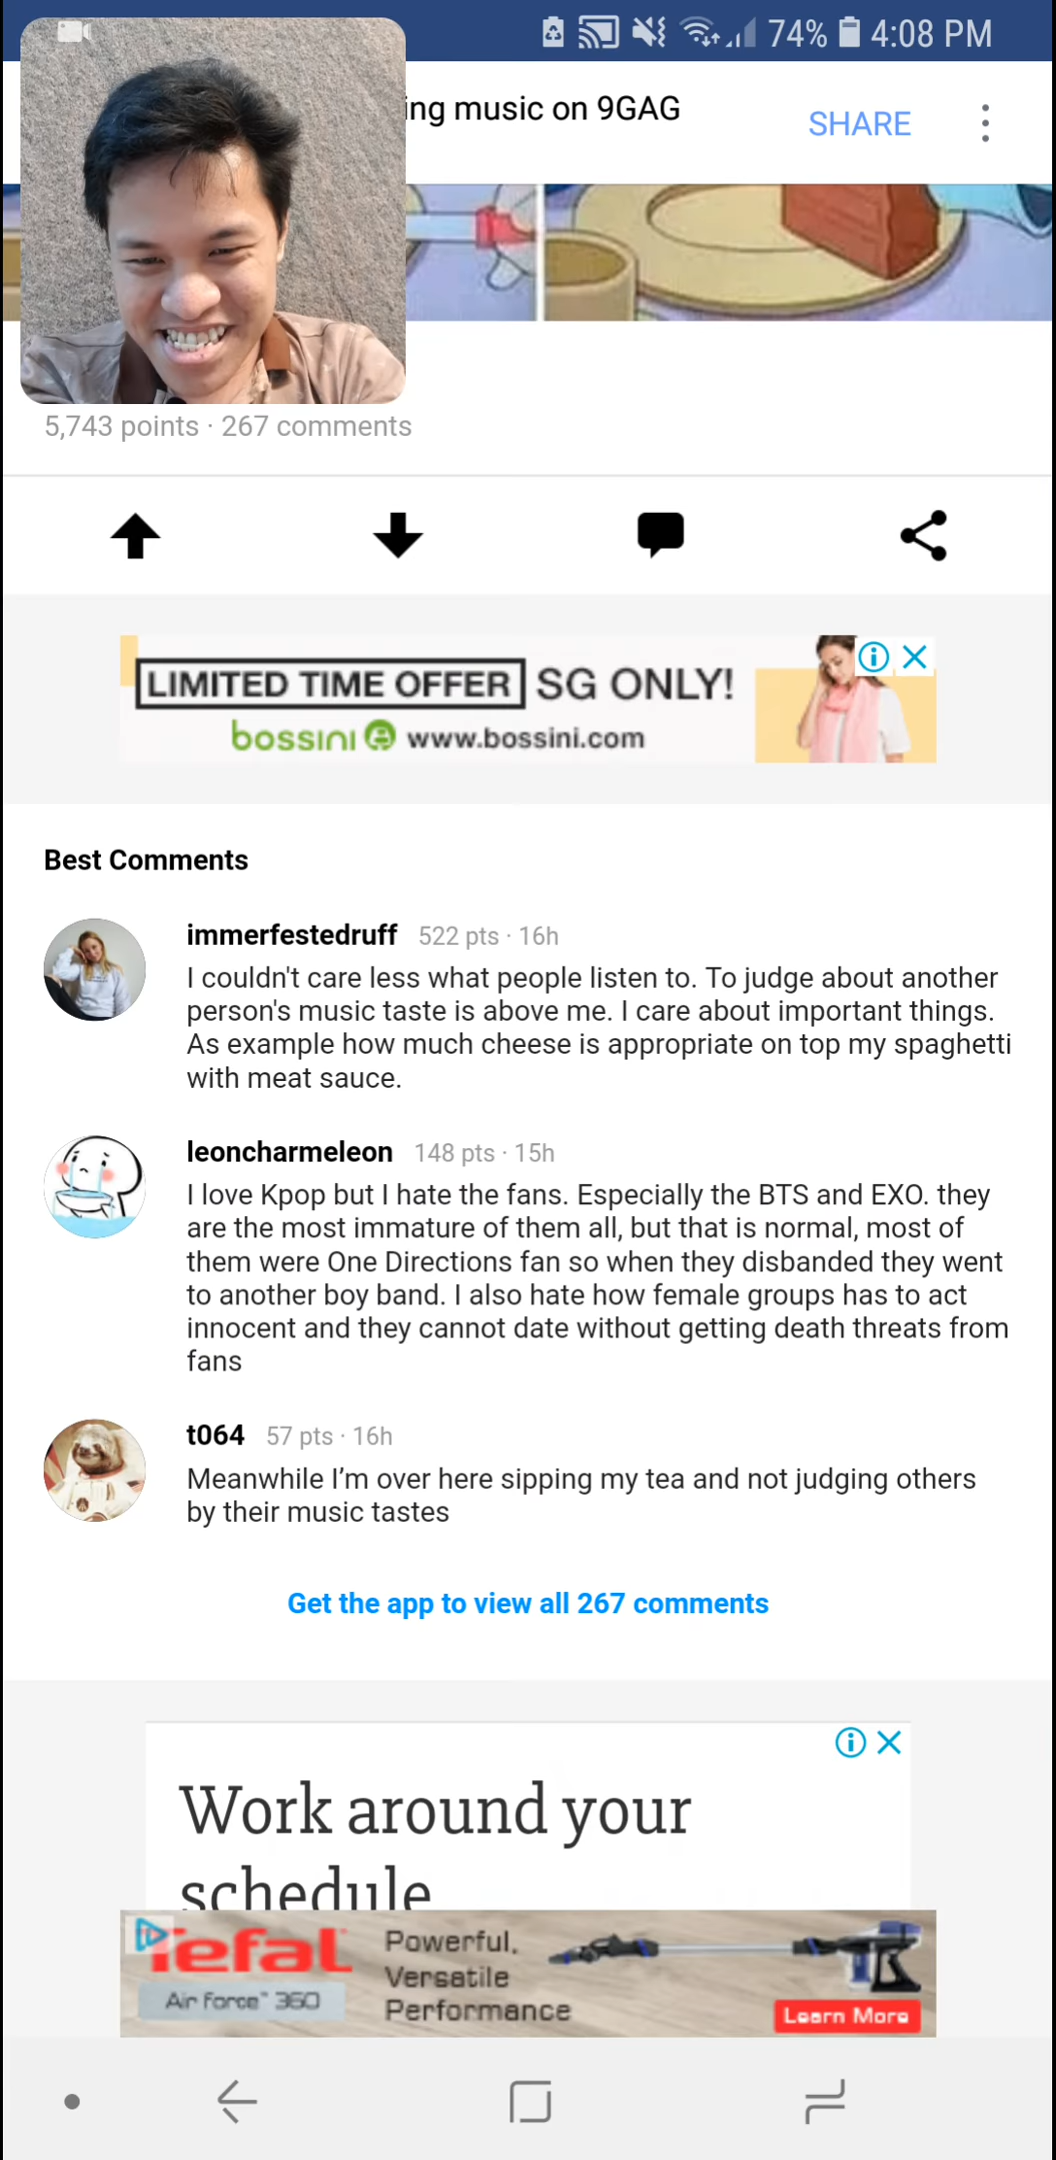 74% 4:08 PM
ing music on 9GAG
SHARE
5,743 points · 267 comments
LIMITED TIME OFFER SG ONLY!
bossini www.bossini.com
Best Comments
immerfestedruff 522 pts · 16h
I couldn't care less what people listen to. To judge about another
person's music taste is above me. I care about important things.
As example how much cheese is appropriate on top my spaghetti
with meat sauce.
leoncharmeleon 148 pts · 15h
I love Kpop but I hate the fans. Especially the BTS and EXO. they
are the most immature of them all, but that is normal, most of
them were One Directions fan so when they disbanded they went
to another boy band. I also hate how female groups has to act
innocent and they cannot date without getting death threats from
fans
t064 57 pts · 16h
Meanwhile I’m over here sipping my tea and not judging others
by their music tastes
Get the app to view all 267 comments
Work around your
schedule
Tefal
Air Force™ 360
Powerful,
Versatile
Performance
Learn More